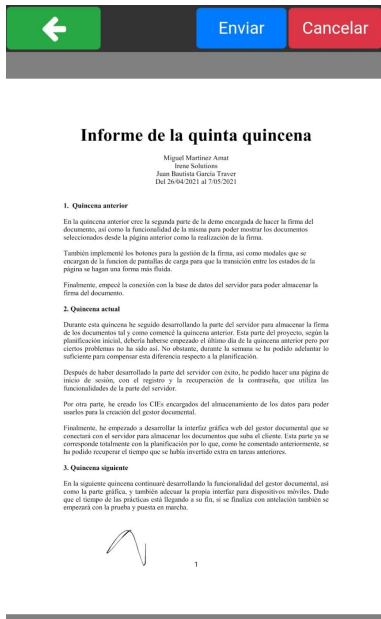 Enviar
Cancelar
Informe de la quinta quincena
Miguel Martínez Amat
Irene Solutions
Juan Bautista García Traver
Del 26/04/2021 al 7/05/2021
1. Quincena anterior
En la quincena anterior cree la segunda parte de la demo encargada de hacer la firma del
documento, así como la funcionalidad de la misma para poder mostrar los documentos
seleccionados desde la página anterior como la realización de la firma.
También implementé los botones para la gestión de la firma, así como modales que se
encargan de la funcion de pantallas de carga para que la transición entre los estados de la
página se hagan una forma más fluida.
Finalmente, empecé la conexión con la base de datos del servidor para poder almacenar la
firma del documento.
2. Quincena actual
Durante esta quincena he seguido desarrollando la parte del servidor para almacenar la firma
de los documentos tal y como comencé la quincena anterior. Esta parte del proyecto, según la
planificación inicial, debería haberse empezado el último día de la quincena anterior pero por
ciertos problemas no ha sido así. No obstante, durante la semana se ha podido adelantar lo
suficiente para compensar esta diferencia respecto a la planificación.
Después de haber desarrollado la parte del servidor con éxito, he podido hacer una página de
inicio de sesión, con el registro y la recuperación de la contraseña, que utiliza las
funcionalidades de la parte del servidor.
Por otra parte, he creado los CIEs encargados del almacenamiento de los datos para poder
usarlos para la creación del gestor documental.
Finalmente, he empezado a desarrollar la interfaz gráfica web del gestor documental que se
conectará con el servidor para almacenar los documentos que suba el cliente. Esta parte ya se
corresponde totalmente con la planificación por lo que, como he comentado anteriormente, se
ha podido recuperar el tiempo que se había invertido extra en tareas anteriores.
3. Quincena siguiente
En la siguiente quincena continuaré desarrollando la funcionalidad del gestor documental, así
como la parte gráfica, y también adecuar la propia interfaz para dispositivos móviles. Dado
que el tiempo de las prácticas está llegando a su fin, si se finaliza con antelación también se
empezará con la prueba y puesta en marcha.
1